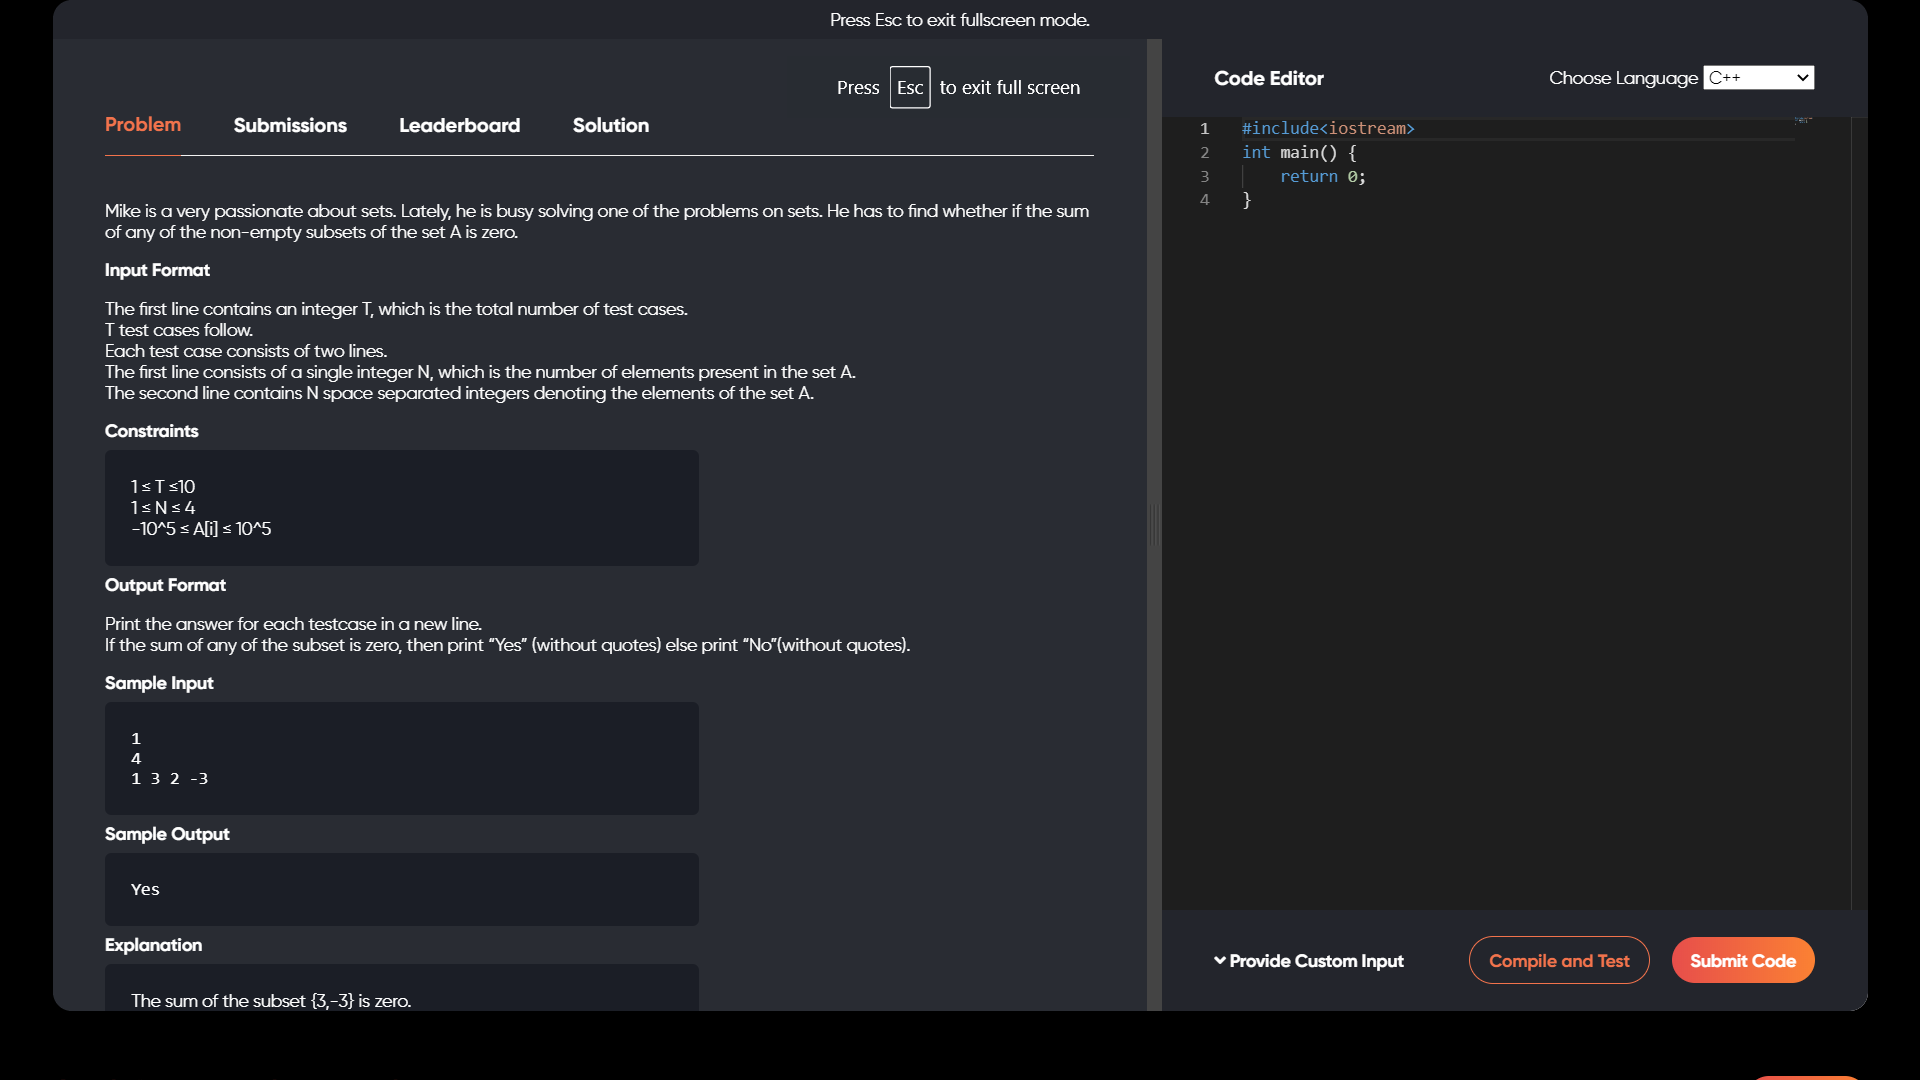 Press Esc to exit fullscreen mode.
Press Esc to exit full screen
Problem Submissions Leaderboard Solution
Mike is a very passionate about sets. Lately, he is busy solving one of the problems on sets. He has to find whether if the sum
of any of the non-empty subsets of the set A is zero.
Input Format
The first line contains an integer T, which is the total number of test cases.
T test cases follow.
Each test case consists of two lines.
The first line consists of a single integer N, which is the number of elements present in the set A.
The second line contains N space separated integers denoting the elements of the set A.
Constraints
1 ≤ T ≤10
1 ≤ N ≤ 4
-10^5 ≤ A[i] ≤ 10^5
Output Format
Print the answer for each testcase in a new line.
If the sum of any of the subset is zero, then print “Yes” (without quotes) else print “No”(without quotes).
Sample Input
1
4
1 3 2 -3
Sample Output
Yes
Explanation
The sum of the subset {3,-3} is zero.
Code Editor
Choose Language C++
1 #include<iostream>
2 int main() {
3     return 0;
4 }
Provide Custom Input
Compile and Test
Submit Code